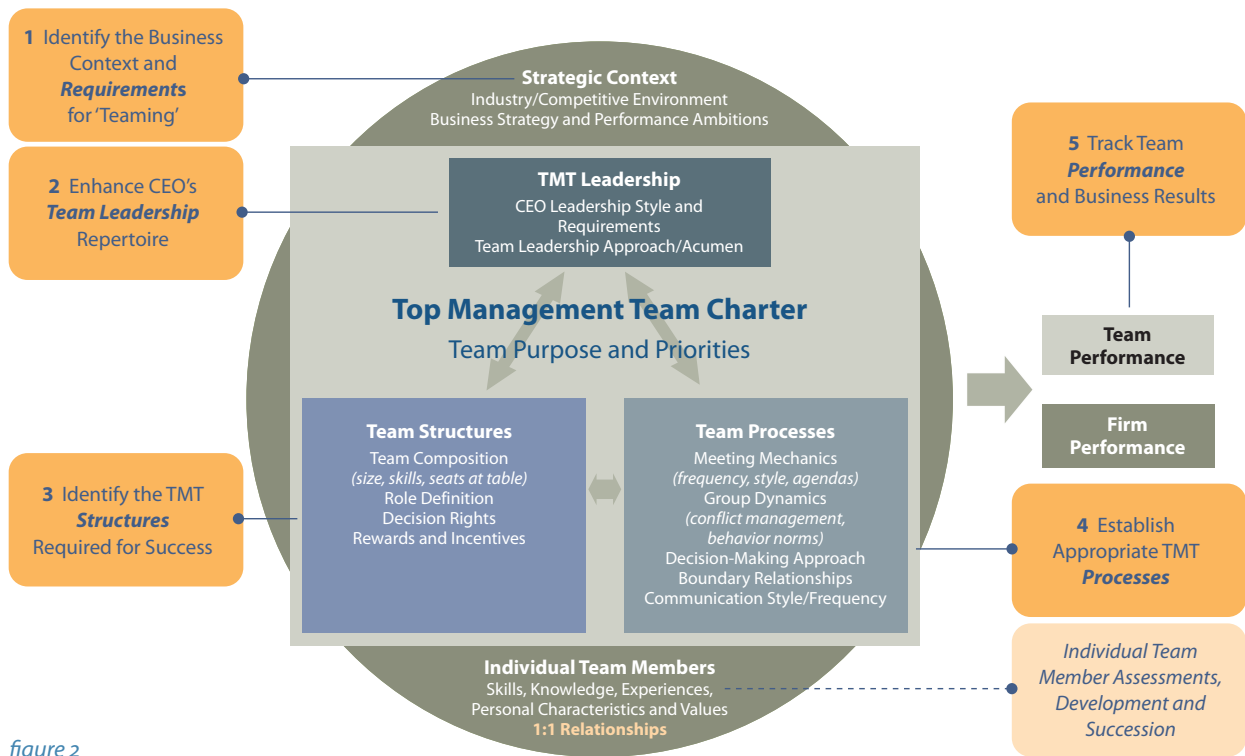 1 Identify the Business
Context and
Requirements
for ‘Teaming’
2 Enhance CEO’s
Team Leadership
Repertoire
3 Identify the TMT
Structures
Required for Success
Strategic Context
Industry/Competitive Environment
Business Strategy and Performance Ambitions
TMT Leadership
CEO Leadership Style and
Requirements
Team Leadership Approach/Acumen
Top Management Team Charter
Team Purpose and Priorities
Team Structures
Team Composition
(size, skills, seats at table)
Role Definition
Decision Rights
Rewards and Incentives
Team Processes
Meeting Mechanics
(frequency, style, agendas)
Group Dynamics
(conflict management,
behavior norms)
Decision-Making Approach
Boundary Relationships
Communication Style/Frequency
Individual Team Members
Skills, Knowledge, Experiences,
Personal Characteristics and Values
1:1 Relationships
5 Track Team
Performance
and Business Results
Team
Performance
Firm
Performance
4 Establish
Appropriate TMT
Processes
Individual Team
Member Assessments,
Development and
Succession
figure 2